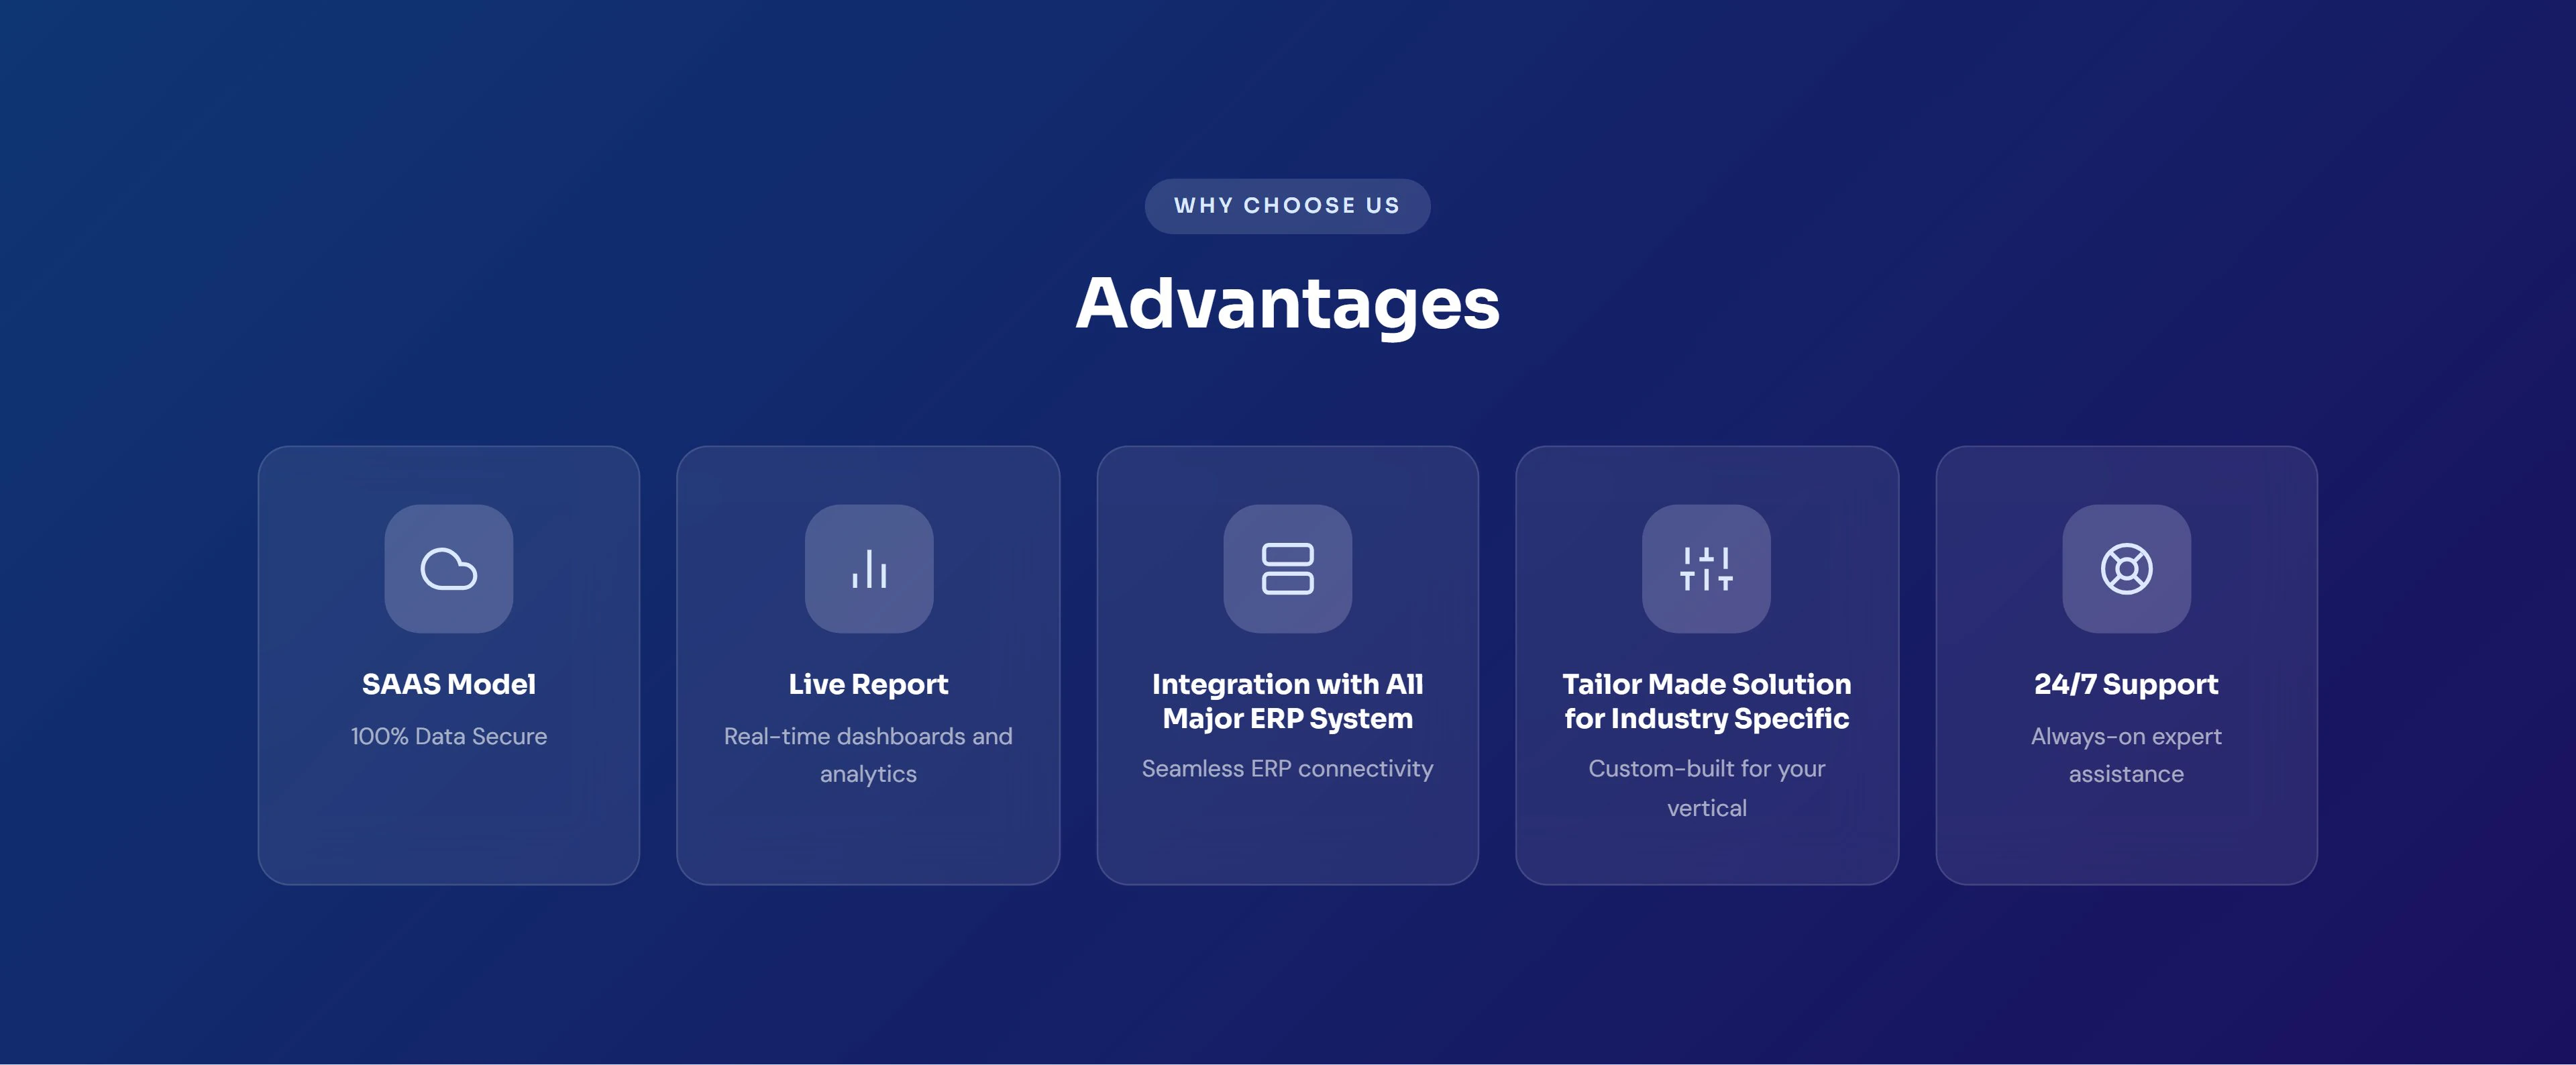 WHY CHOOSE US
Advantages
SAAS Model
100% Data Secure
Live Report
Real-time dashboards and
analytics
Integration with All
Major ERP System
Seamless ERP connectivity
Tailor Made Solution
for Industry Specific
Custom-built for your
vertical
24/7 Support
Always-on expert
assistance